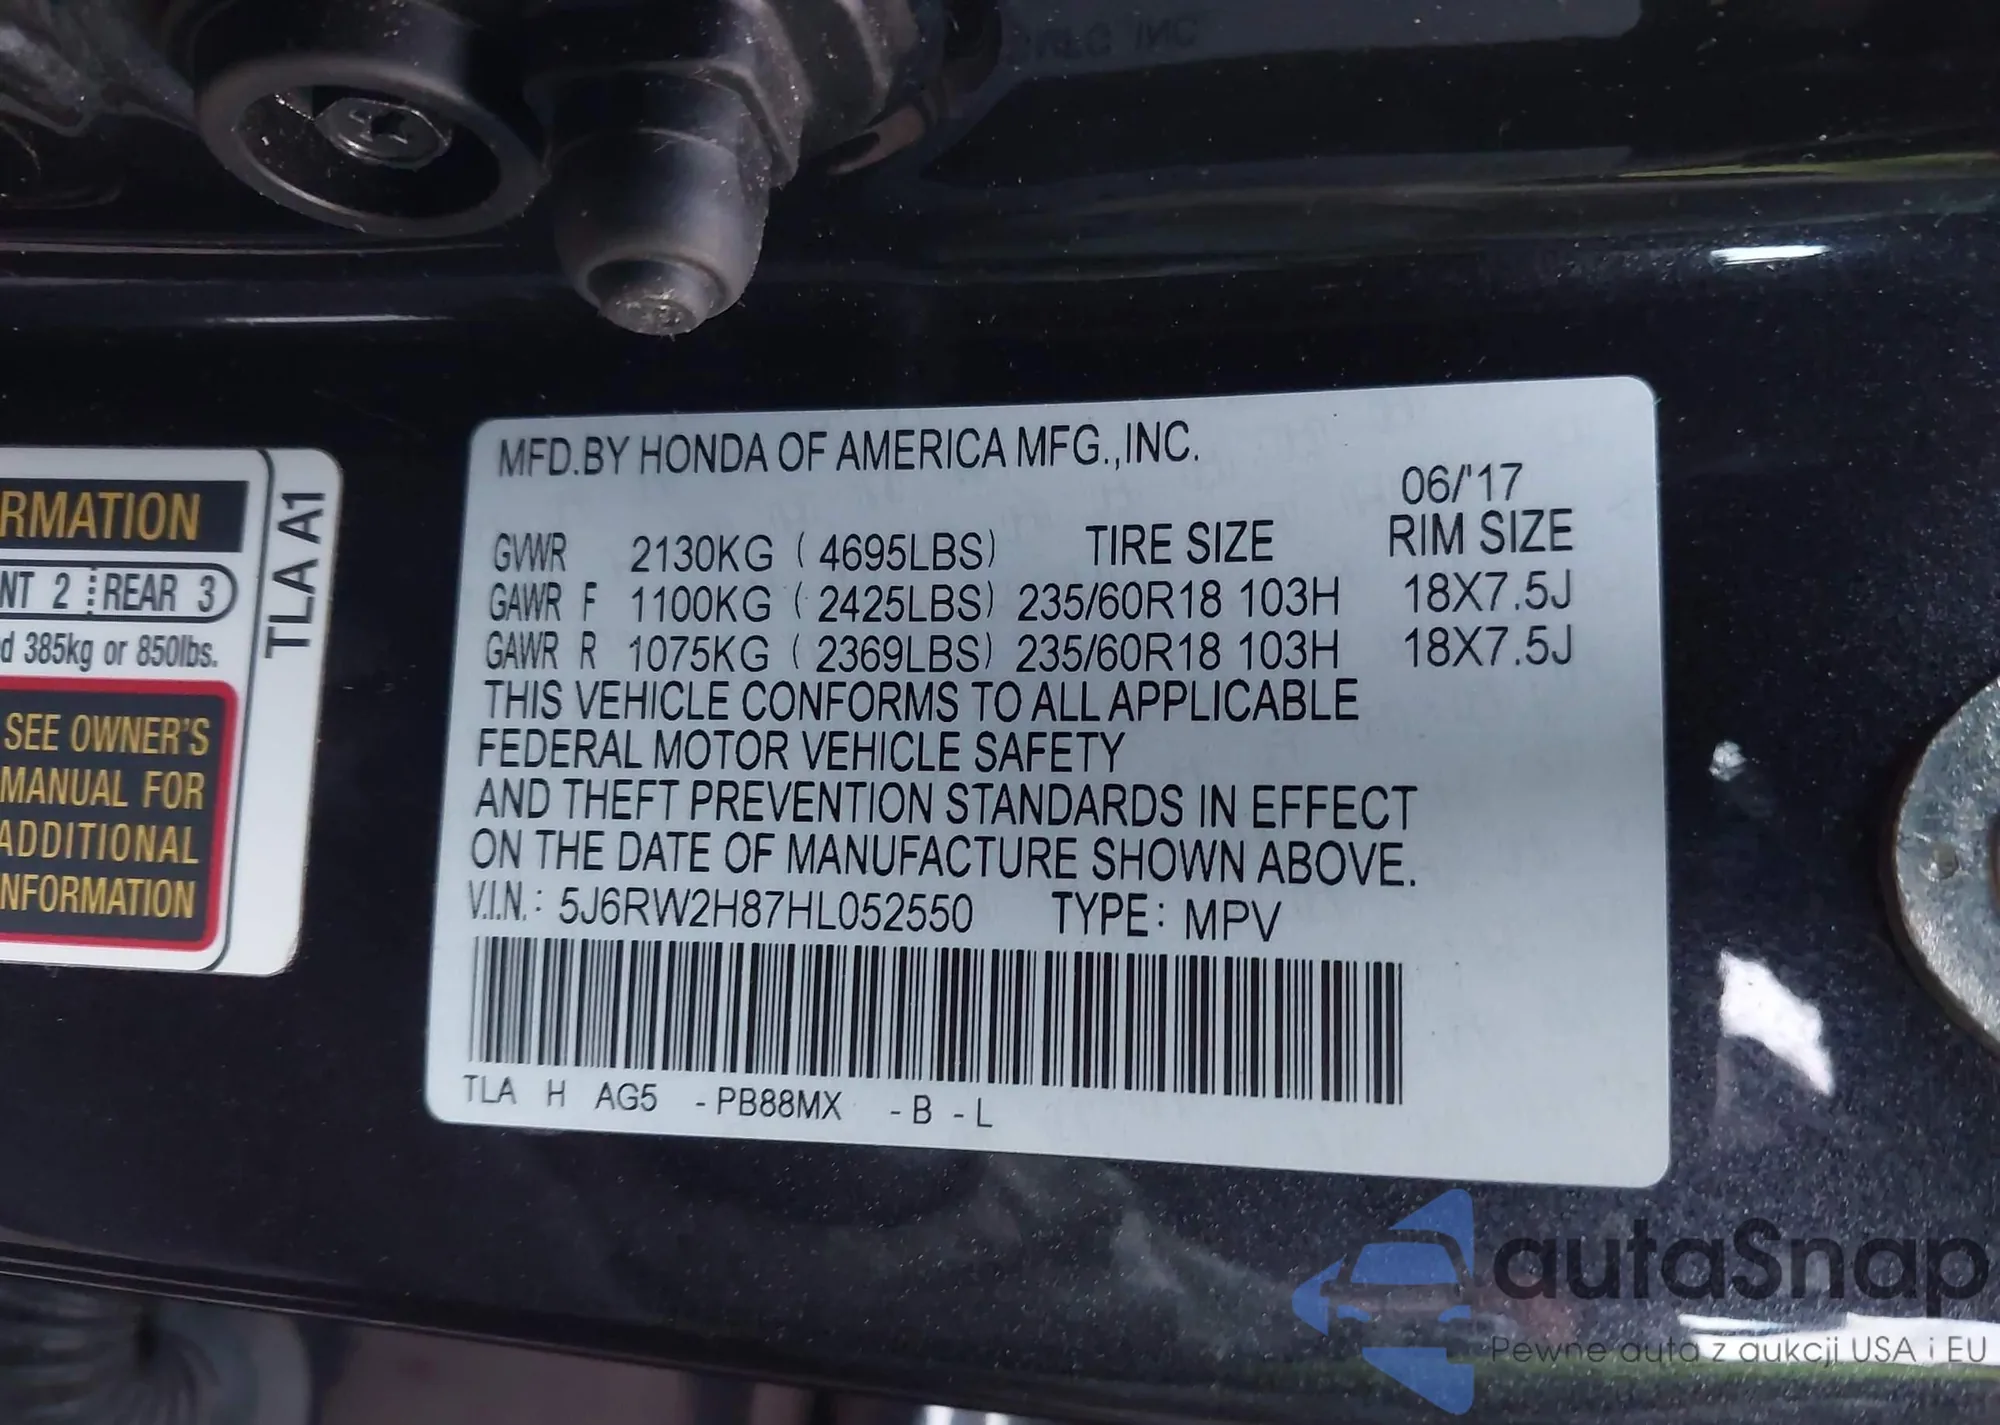 MFD.BY HONDA OF AMERICA MFG.,INC.
06/'17
GVWR 2130KG ( 4695LBS) TIRE SIZE RIM SIZE
GAWR F 1100KG ( 2425LBS) 235/60R18 103H 18X7.5J
GAWR R 1075KG ( 2369LBS) 235/60R18 103H 18X7.5J
THIS VEHICLE CONFORMS TO ALL APPLICABLE
FEDERAL MOTOR VEHICLE SAFETY
AND THEFT PREVENTION STANDARDS IN EFFECT
ON THE DATE OF MANUFACTURE SHOWN ABOVE.
V.I.N.: 5J6RW2H87HL052550 TYPE: MPV
TLA H AG5 -PB88MX -B -L
RMATION
NT 2 REAR 3
d 385kg or 850lbs.
SEE OWNER'S
MANUAL FOR
ADDITIONAL
NFORMATION
TLA A1
autaSnap
Pewne auta z aukcji USA i EU